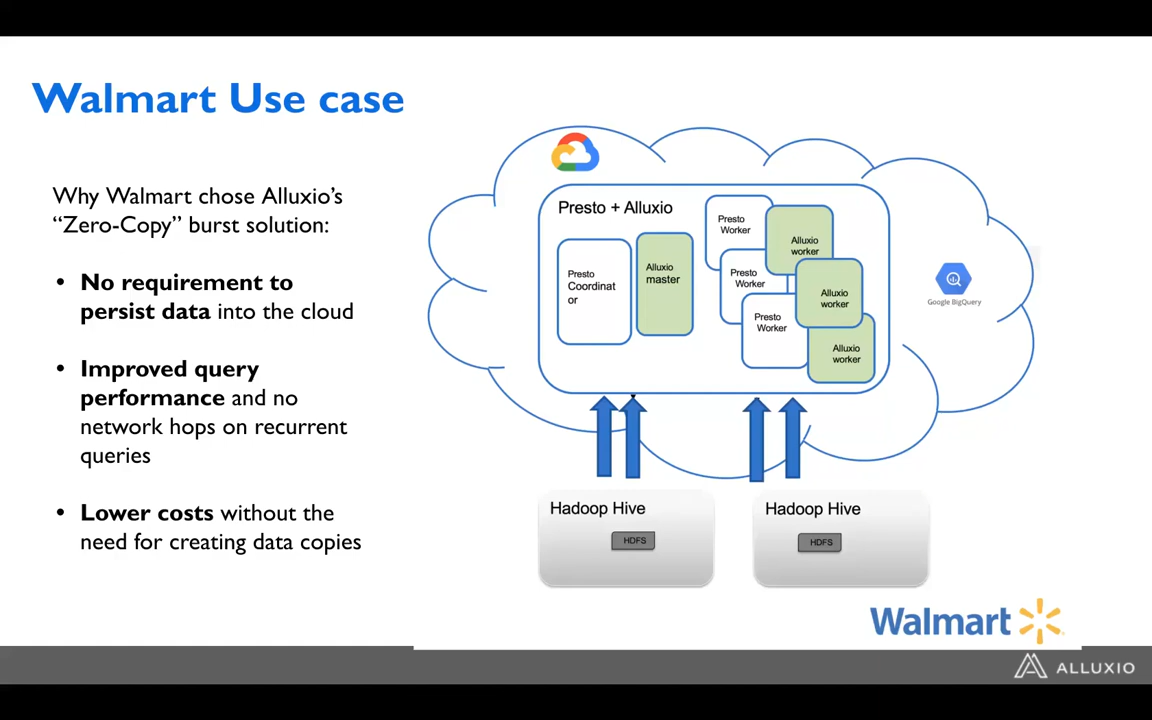 Walmart Use case
Why Walmart chose Alluxio’s
“Zero-Copy” burst solution:
• No requirement to
persist data into the cloud
• Improved query
performance and no
network hops on recurrent
queries
• Lower costs without the
need for creating data copies
Presto + Alluxio
Presto
Coordinat
or
Alluxio
master
Presto
Worker
Alluxio
worker
Presto
Worker
Alluxio
worker
Presto
Worker
Alluxio
worker
Google BigQuery
Hadoop Hive
HDFS
Hadoop Hive
HDFS
Walmart
ALLUXIO